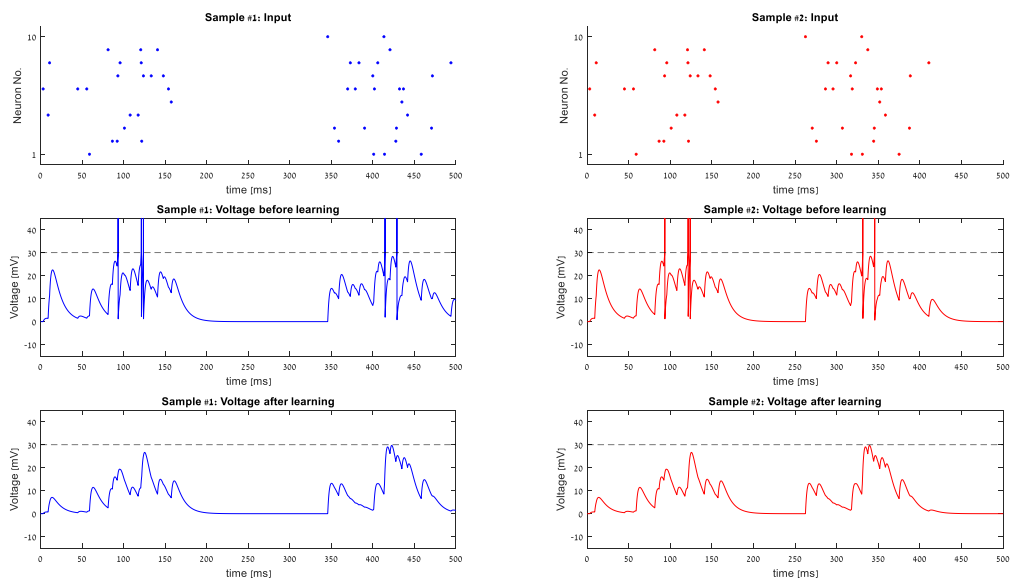 Sample #1: Input
10
1
Neuron No.
0 50 100 150 200 250 300 350 400 450 500
time [ms]
Sample #2: Input
10
1
Neuron No.
0 50 100 150 200 250 300 350 400 450 500
time [ms]
Sample #1: Voltage before learning
40
30
20
10
0
-10
Voltage [mV]
0 50 100 150 200 250 300 350 400 450 500
time [ms]
Sample #2: Voltage before learning
40
30
20
10
0
-10
Voltage [mV]
0 50 100 150 200 250 300 350 400 450 500
time [ms]
Sample #1: Voltage after learning
40
30
20
10
0
-10
Voltage [mV]
0 50 100 150 200 250 300 350 400 450 500
time [ms]
Sample #2: Voltage after learning
40
30
20
10
0
-10
Voltage [mV]
0 50 100 150 200 250 300 350 400 450 500
time [ms]